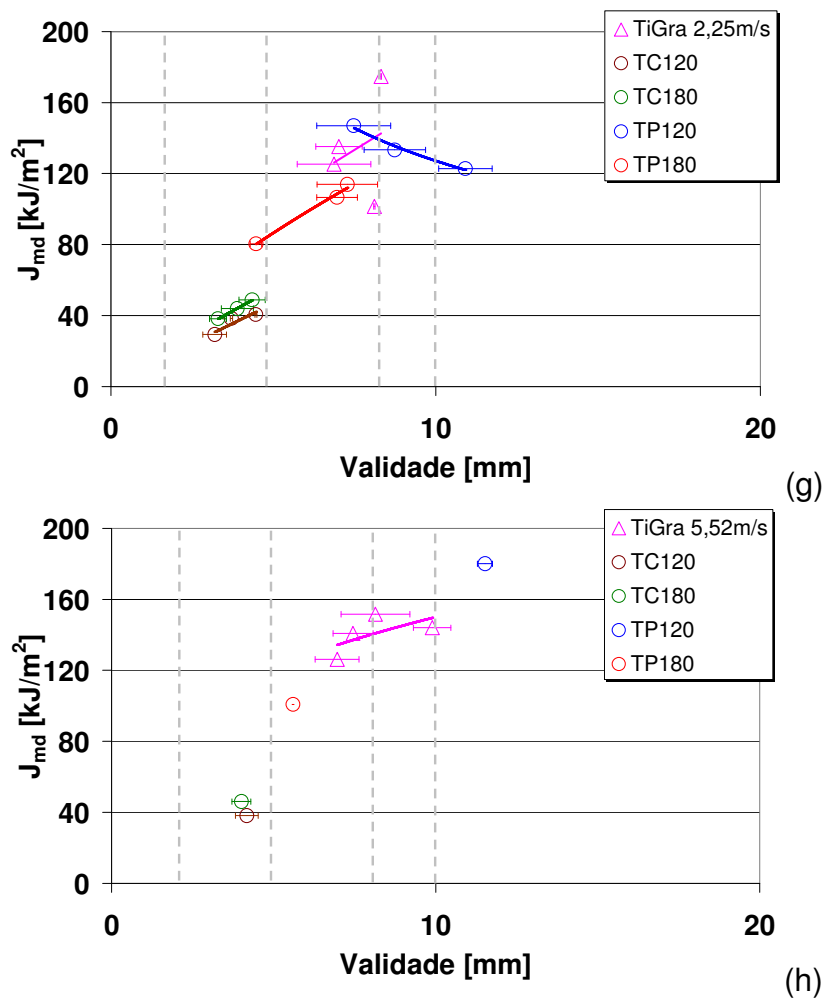 200
160
120
80
40
0
J_md [kJ/m²]
0
10
20
Validade [mm]
TiGra 2,25m/s
TC120
TC180
TP120
TP180
(g)
200
160
120
80
40
0
J_md [kJ/m²]
0
10
20
Validade [mm]
TiGra 5,52m/s
TC120
TC180
TP120
TP180
(h)